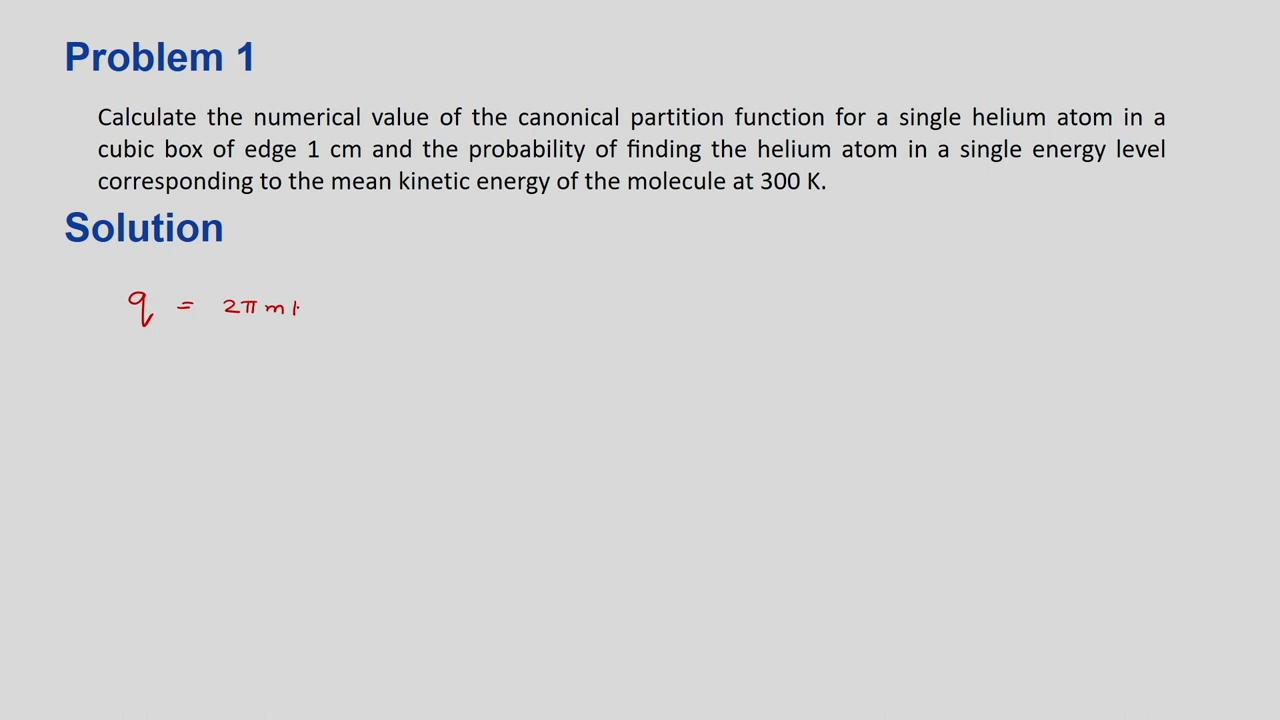 Problem 1
Calculate the numerical value of the canonical partition function for a single helium atom in a
cubic box of edge 1 cm and the probability of finding the helium atom in a single energy level
corresponding to the mean kinetic energy of the molecule at 300 K.
Solution
q = 2π m